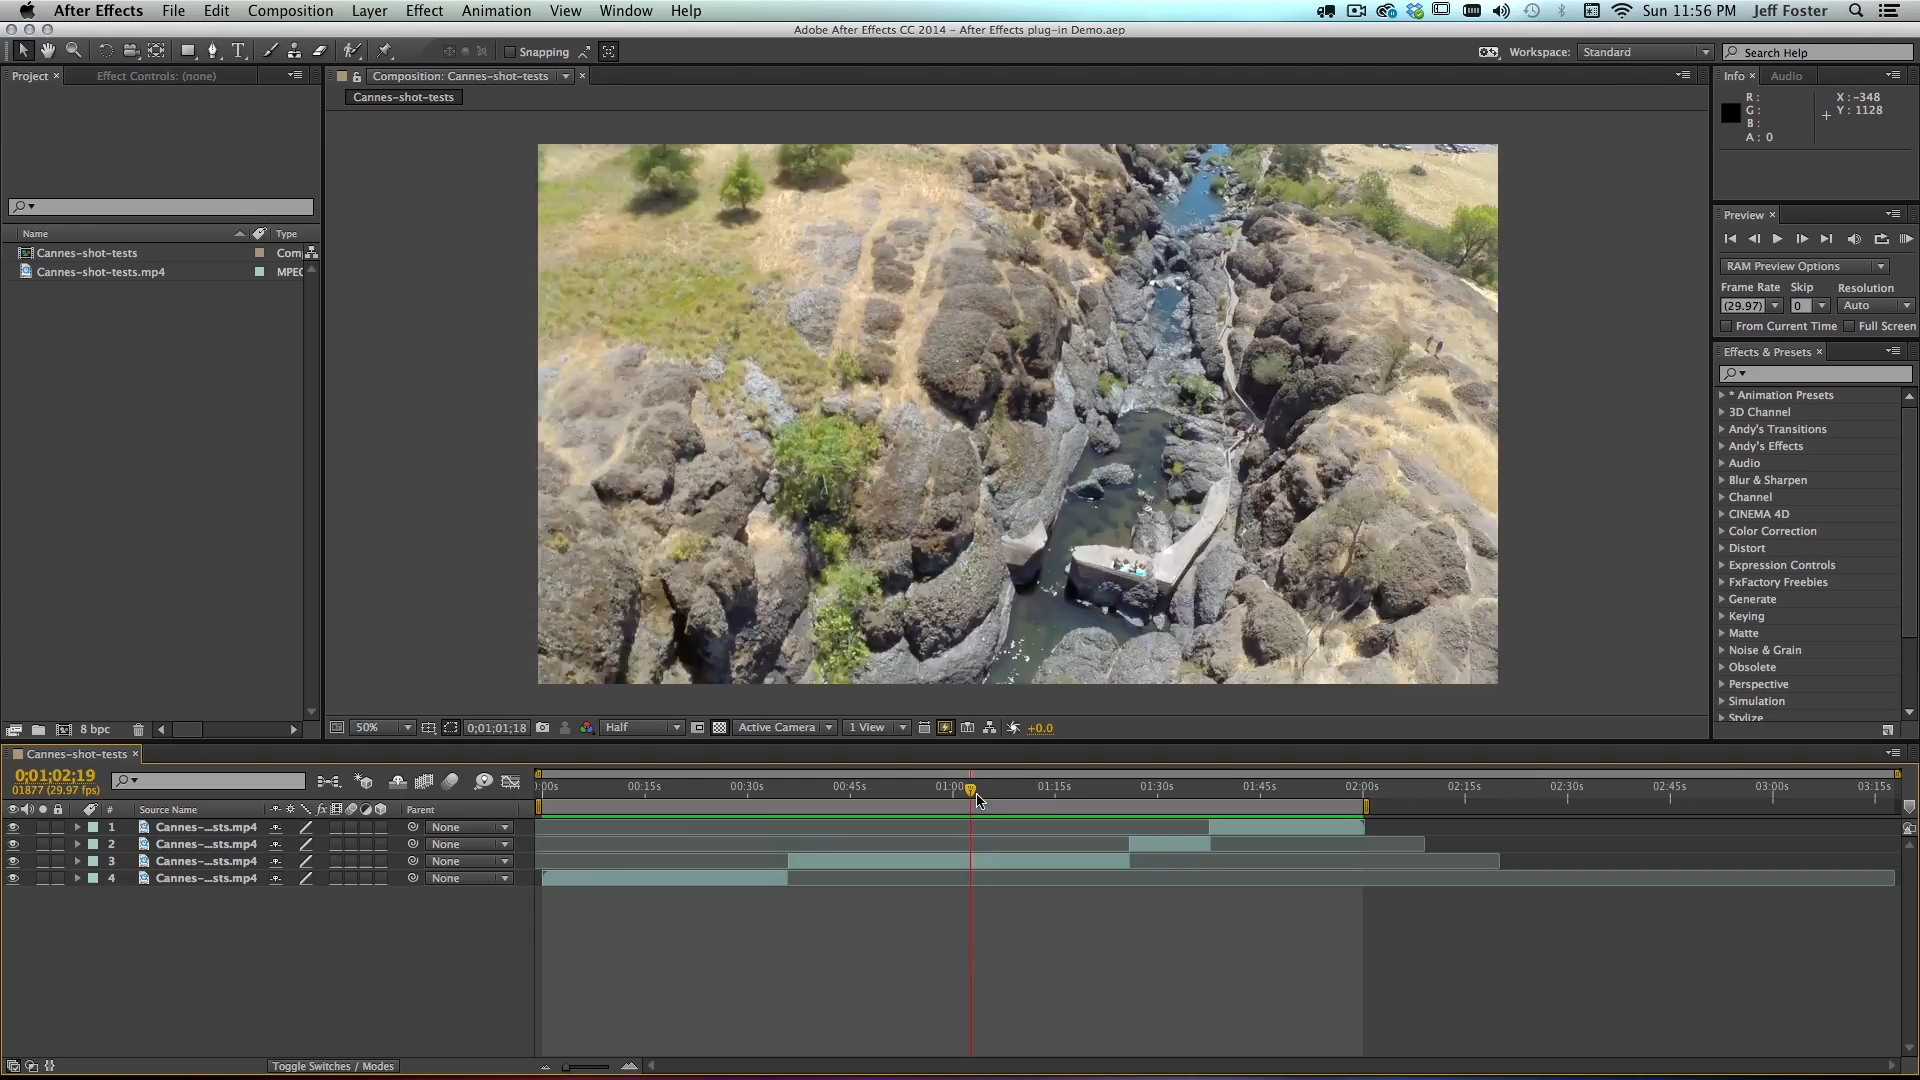 After Effects File Edit Composition Layer Effect Animation View Window Help Sun 11:56 PM Jeff Foster
Adobe After Effects CC 2014 - After Effects plug-in Demo.aep
Snapping Workspace: Standard Search Help
Project Effect Controls: (none) Composition: Cannes-shot-tests Info Audio
Cannes-shot-tests
R:
G:
B:
A: 0
X: -348
Y: 1128
Preview
Name Type
Cannes-shot-tests Com
Cannes-shot-tests.mp4 MPEC
RAM Preview Options
Frame Rate Skip Resolution
(29.97) 0 Auto
From Current Time Full Screen
Effects & Presets
* Animation Presets
3D Channel
Andy's Transitions
Andy's Effects
Audio
Blur & Sharpen
Channel
CINEMA 4D
Color Correction
Distort
Expression Controls
FxFactory Freebies
Generate
Keying
Matte
Noise & Grain
Obsolete
Perspective
Simulation
Stylize
8 bpc 50% 0;01;01;18 Half Active Camera 1 View +0.0
Cannes-shot-tests
0;01;02;19
01877 (29.97 fps)
:00s 00:15s 00:30s 00:45s 01:00 01:15s 01:30s 01:45s 02:00s 02:15s 02:30s 02:45s 03:00s 03:15s
# Source Name fx Parent
1 Cannes-...sts.mp4 None
2 Cannes-...sts.mp4 None
3 Cannes-...sts.mp4 None
4 Cannes-...sts.mp4 None
Toggle Switches / Modes